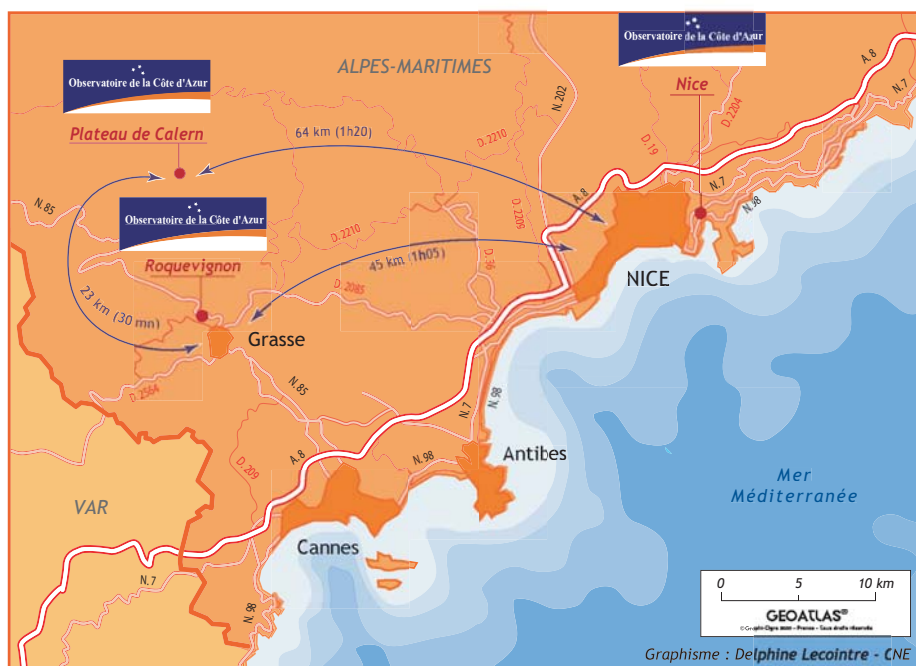 Observatoire de la Côte d'Azur
ALPES-MARITIMES
Observatoire de la Côte d'Azur
Nice
A.8
N.7
N.202
D.2204
D.19
Plateau de Calern
64 km (1h20)
D.2210
N.7
N.98
N.85
Observatoire de la Côte d'Azur
A.8
D.2209
D.2210
D.36
45 km (1h05)
Roquevignon
NICE
D.2085
23 km (30 mn)
Grasse
D.2564
N.85
N.7
N.98
Antibes
A.8
N.98
D.209
Mer
Méditerranée
VAR
Cannes
N.7
N.98
0 5 10 km
GEOATLAS®
Graphisme : Delphine Lecointre - CNE